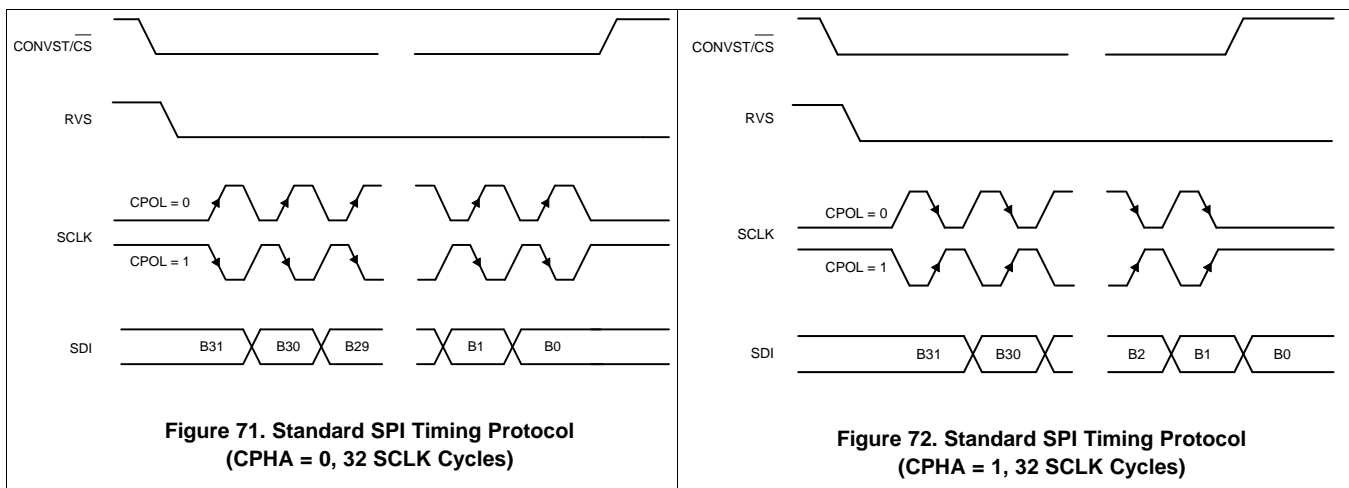 CONVST/CS
RVS
CPOL = 0
SCLK
CPOL = 1
SDI
B31 B30 B29 B1 B0
Figure 71. Standard SPI Timing Protocol
(CPHA = 0, 32 SCLK Cycles)
CONVST/CS
RVS
CPOL = 0
SCLK
CPOL = 1
SDI
B31 B30 B2 B1 B0
Figure 72. Standard SPI Timing Protocol
(CPHA = 1, 32 SCLK Cycles)